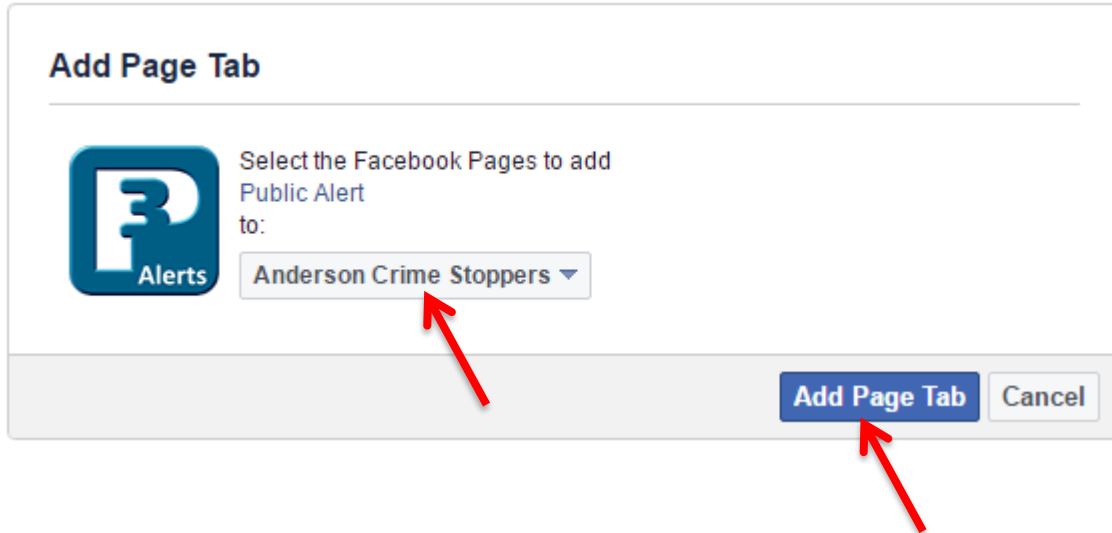 Add Page Tab
Select the Facebook Pages to add
Public Alert
to:
P3
Alerts
Anderson Crime Stoppers
Add Page Tab
Cancel